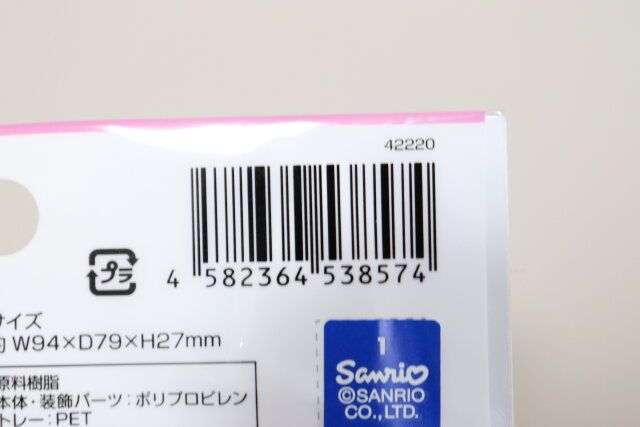 42220
4 582364 538574
プラ
サイズ
約 W94×D79×H27mm
原料樹脂
本体・装飾パーツ：ポリプロピレン
トレー：PET
1
Sanrio
©SANRIO
CO.,LTD.